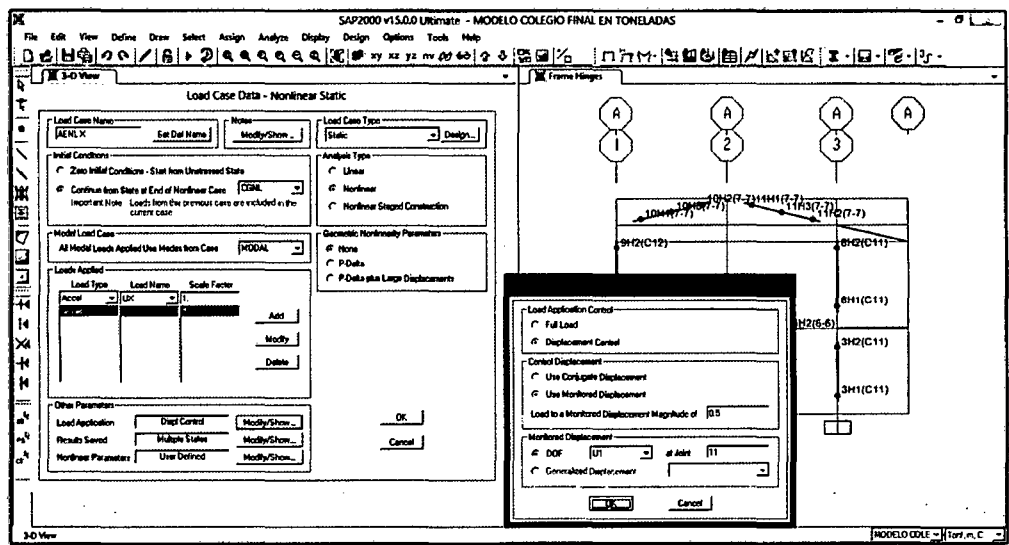 SAP2000 v15.0.0 Ultimate - MODELO COLEGIO FINAL EN TONELADAS
File Edit View Define Draw Select Assign Analyze Display Design Options Tools Help
xy xz yz nv
3-D View
Load Case Data - Nonlinear Static
Load Case Name
AENLX
Set Def Name
Notes
Modify/Show...
Load Case Type
Static
Design...
Initial Conditions
Zero Initial Conditions - Start from Unstressed State
Continue from State at End of Nonlinear Case
CGNL
Important Note: Loads from this previous case are included in the current case
Analysis Type
Linear
Nonlinear
Nonlinear Staged Construction
Modal Load Case
All Modal Loads Applied Use Modes from Case
MODAL
Geometric Nonlinearity Parameters
None
P-Delta
P-Delta plus Large Displacements
Loads Applied
Load Type Load Name Scale Factor
Accel UX 1.
Add
Modify
Delete
Other Parameters
Load Application Displ Control Modify/Show...
Results Saved Multiple States Modify/Show...
Nonlinear Parameters User Defined Modify/Show...
OK
Cancel
Frame Hinges
A A A A
1 2 3
10H2(7-7)
11H1(7-7)
11H3(7-7)
11H2(7-7)
9H2(C12)
6H2(C11)
6H1(C11)
3H2(C11)
3H1(C11)
Load Application Control
Full Load
Displacement Control
Control Displacement
Use Conjugate Displacement
Use Monitored Displacement
Load to a Monitored Displacement Magnitude of 0.5
Monitored Displacement
DOF U1 at Joint 11
Generalized Displacement
OK
Cancel
3-D View
MODELO COLE
Tonf, m, C